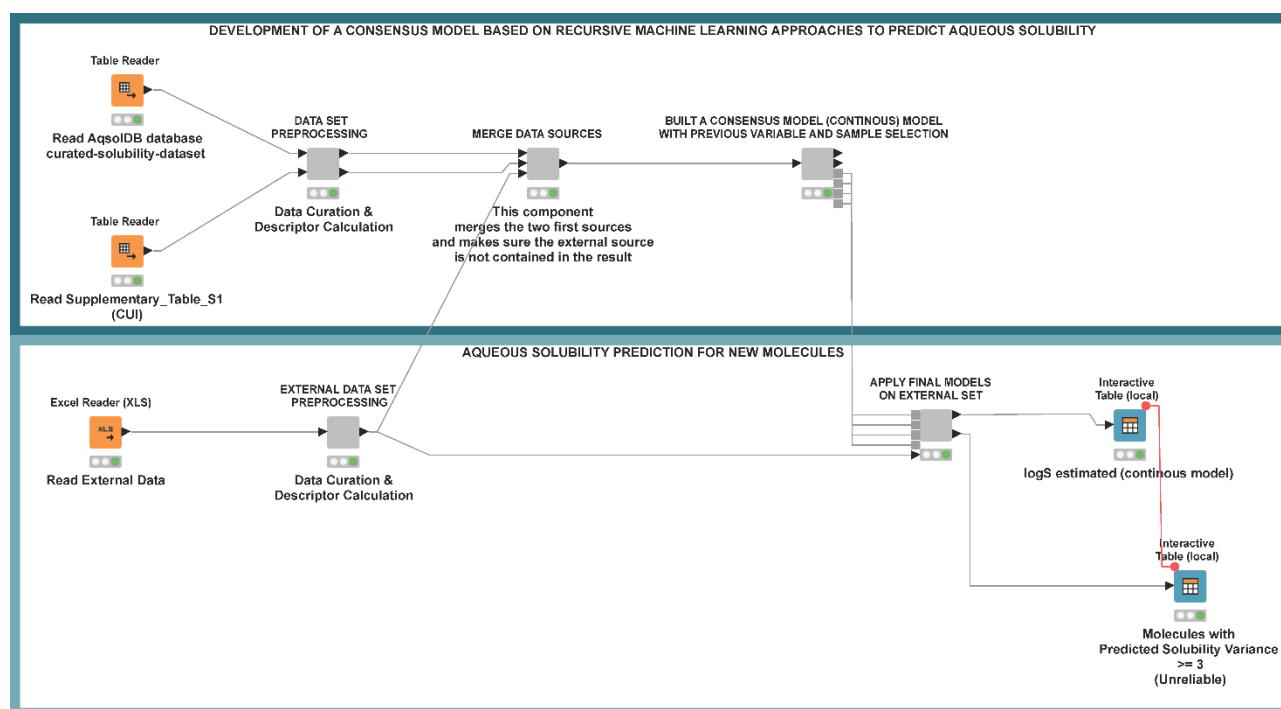 DEVELOPMENT OF A CONSENSUS MODEL BASED ON RECURSIVE MACHINE LEARNING APPROACHES TO PREDICT AQUEOUS SOLUBILITY
Table Reader
Read AqsolDB database
curated-solubility-dataset
Table Reader
Read Supplementary_Table_S1
(CUI)
DATA SET
PREPROCESSING
Data Curation &
Descriptor Calculation
MERGE DATA SOURCES
This component
merges the two first sources
and makes sure the external source
is not contained in the result
BUILT A CONSENSUS MODEL (CONTINOUS) MODEL
WITH PREVIOUS VARIABLE AND SAMPLE SELECTION
AQUEOUS SOLUBILITY PREDICTION FOR NEW MOLECULES
Excel Reader (XLS)
XLS
Read External Data
EXTERNAL DATA SET
PREPROCESSING
Data Curation &
Descriptor Calculation
APPLY FINAL MODELS
ON EXTERNAL SET
Interactive
Table (local)
logS estimated (continous model)
Interactive
Table (local)
Molecules with
Predicted Solubility Variance
>= 3
(Unreliable)